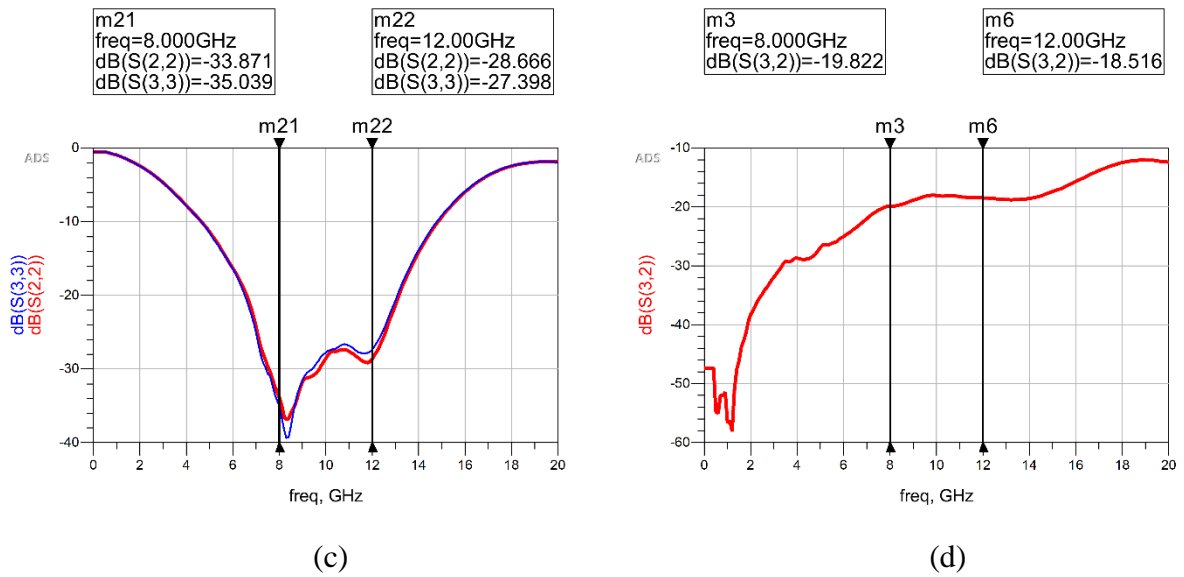 m21
freq=8.000GHz
dB(S(2,2))=-33.871
dB(S(3,3))=-35.039
m22
freq=12.00GHz
dB(S(2,2))=-28.666
dB(S(3,3))=-27.398
m21
m22
ADS
0
-10
-20
-30
-40
dB(S(3,3))
dB(S(2,2))
0 2 4 6 8 10 12 14 16 18 20
freq, GHz
(c)
m3
freq=8.000GHz
dB(S(3,2))=-19.822
m6
freq=12.00GHz
dB(S(3,2))=-18.516
m3
m6
ADS
-10
-20
-30
-40
-50
-60
dB(S(3,2))
0 2 4 6 8 10 12 14 16 18 20
freq, GHz
(d)